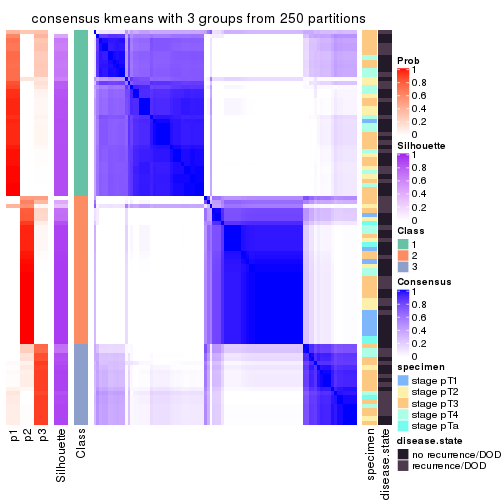 consensus kmeans with 3 groups from 250 partitions
p1
p2
p3
Silhouette
Class
specimen
disease.state
Prob
1
0.8
0.6
0.4
0.2
0
Silhouette
1
0.8
0.6
0.4
0.2
0
Class
1
2
3
Consensus
1
0.8
0.6
0.4
0.2
0
specimen
stage pT1
stage pT2
stage pT3
stage pT4
stage pTa
disease.state
no recurrence/DOD
recurrence/DOD